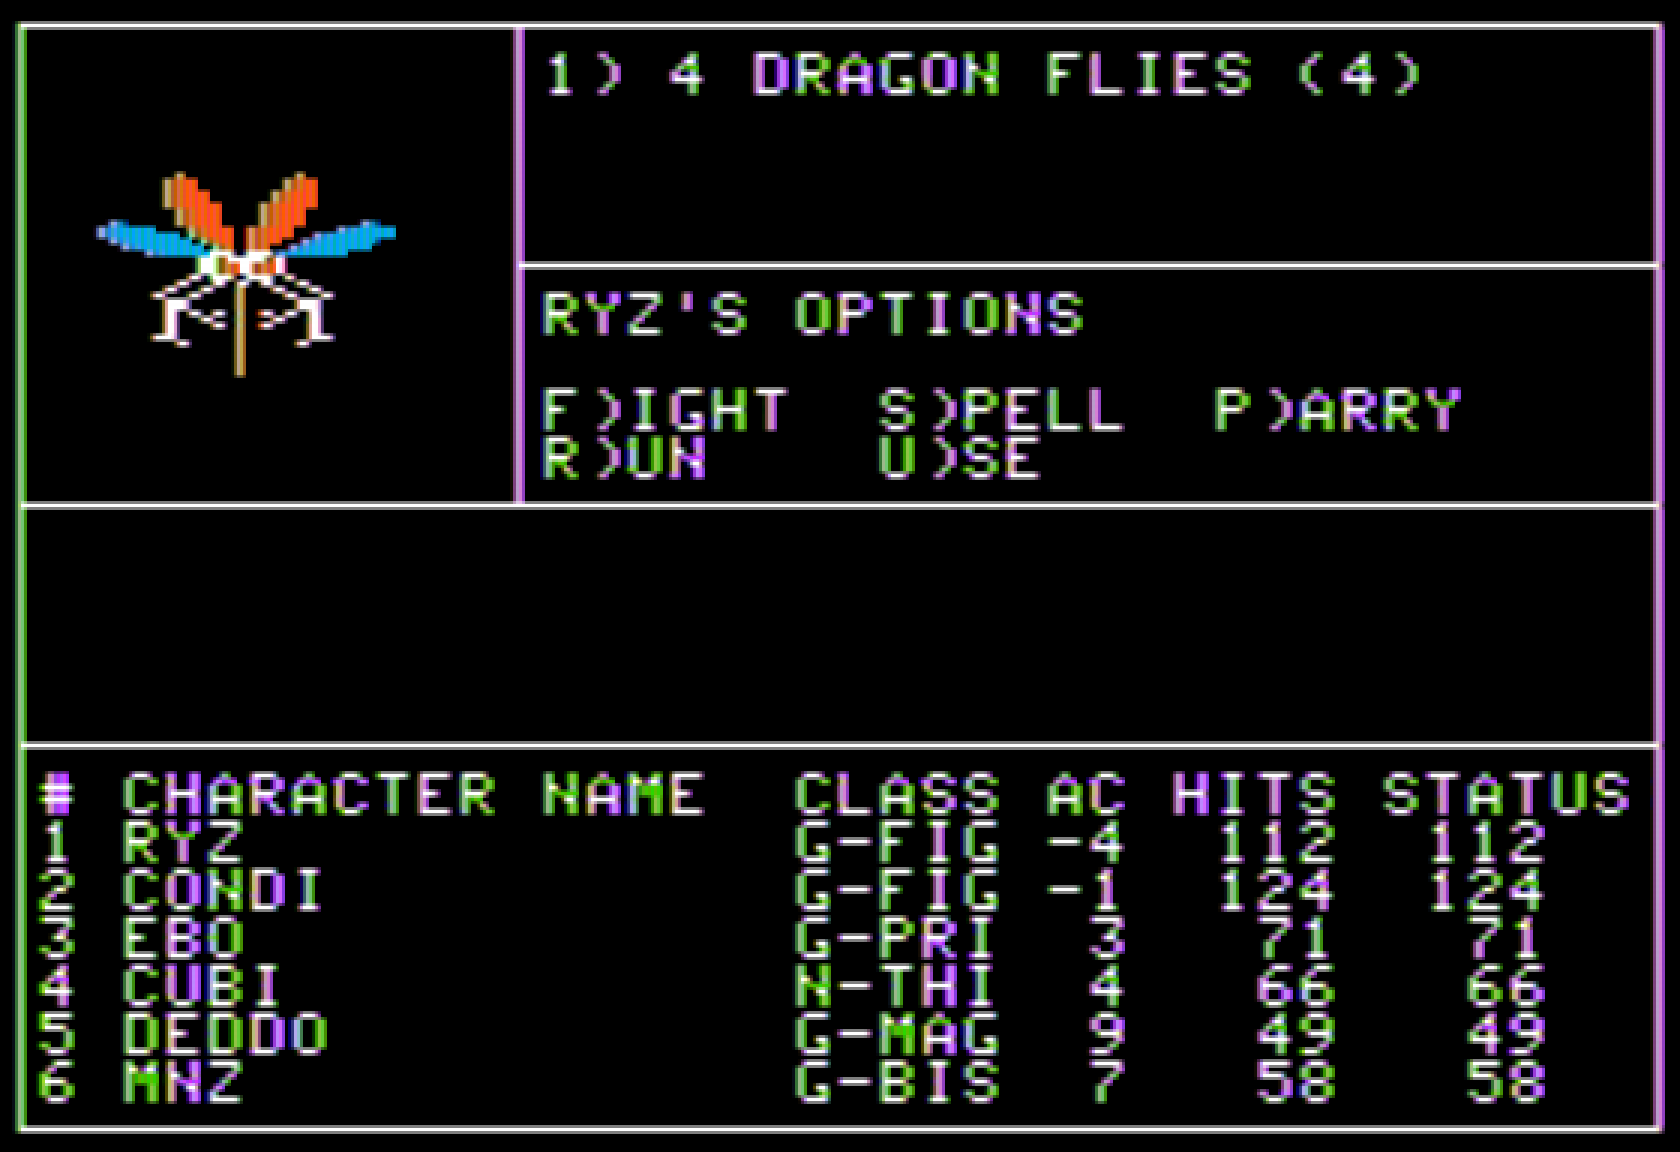 1) 4 DRAGON FLIES (4)
RYZ'S OPTIONS
F)IGHT S)PELL P)ARRY
R)UN U)SE
# CHARACTER NAME CLASS AC HITS STATUS
1 RYZ G-FIG -4 112 112
2 CONDI G-FIG -1 124 124
3 EBO G-PRI 3 71 71
4 CUBI N-THI 4 66 66
5 DEDDO G-MAG 9 49 49
6 MNZ G-BIS 7 58 58